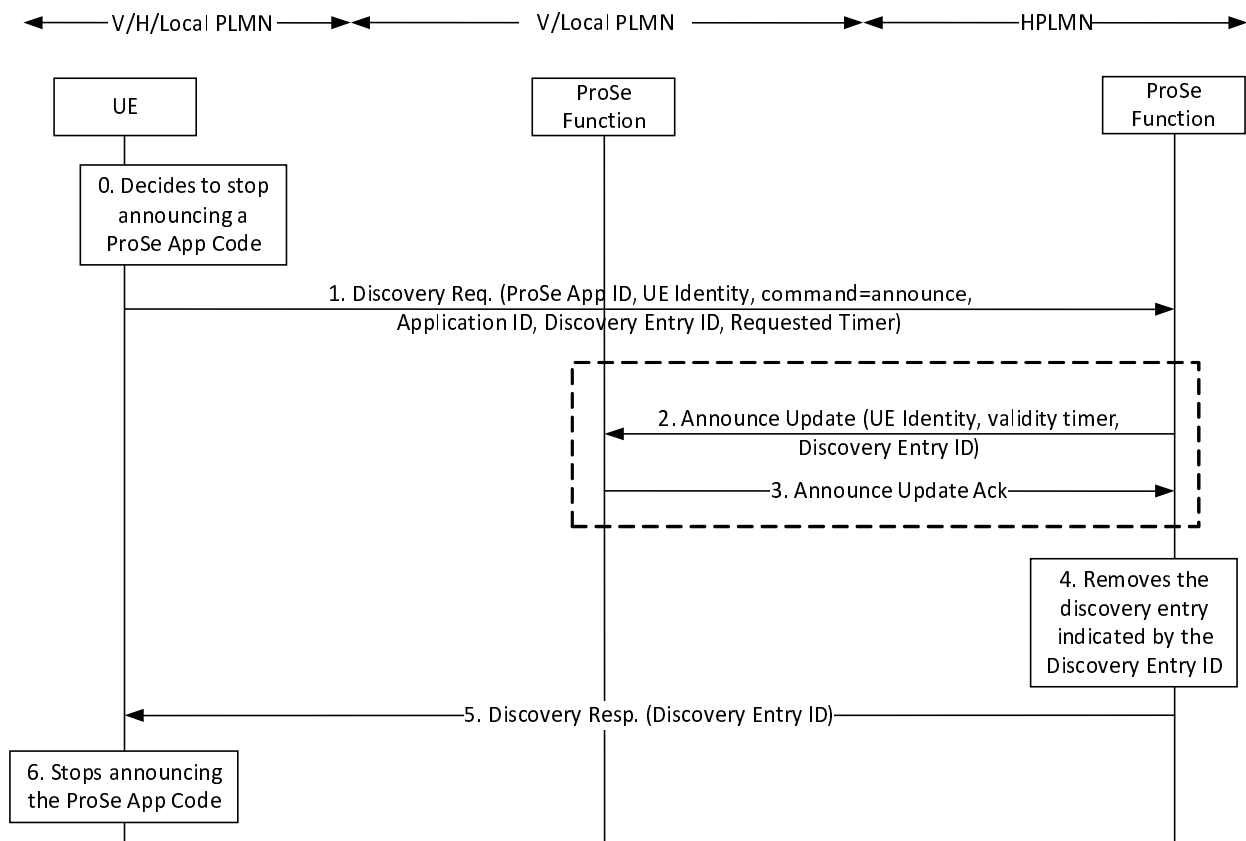 V/H/Local PLMN
V/Local PLMN
HPLMN
UE
ProSe
Function
ProSe
Function
0. Decides to stop
announcing a
ProSe App Code
1. Discovery Req. (ProSe App ID, UE Identity, command=announce,
Application ID, Discovery Entry ID, Requested Timer)
2. Announce Update (UE Identity, validity timer,
Discovery Entry ID)
3. Announce Update Ack
4. Removes the
discovery entry
indicated by the
Discovery Entry ID
5. Discovery Resp. (Discovery Entry ID)
6. Stops announcing
the ProSe App Code